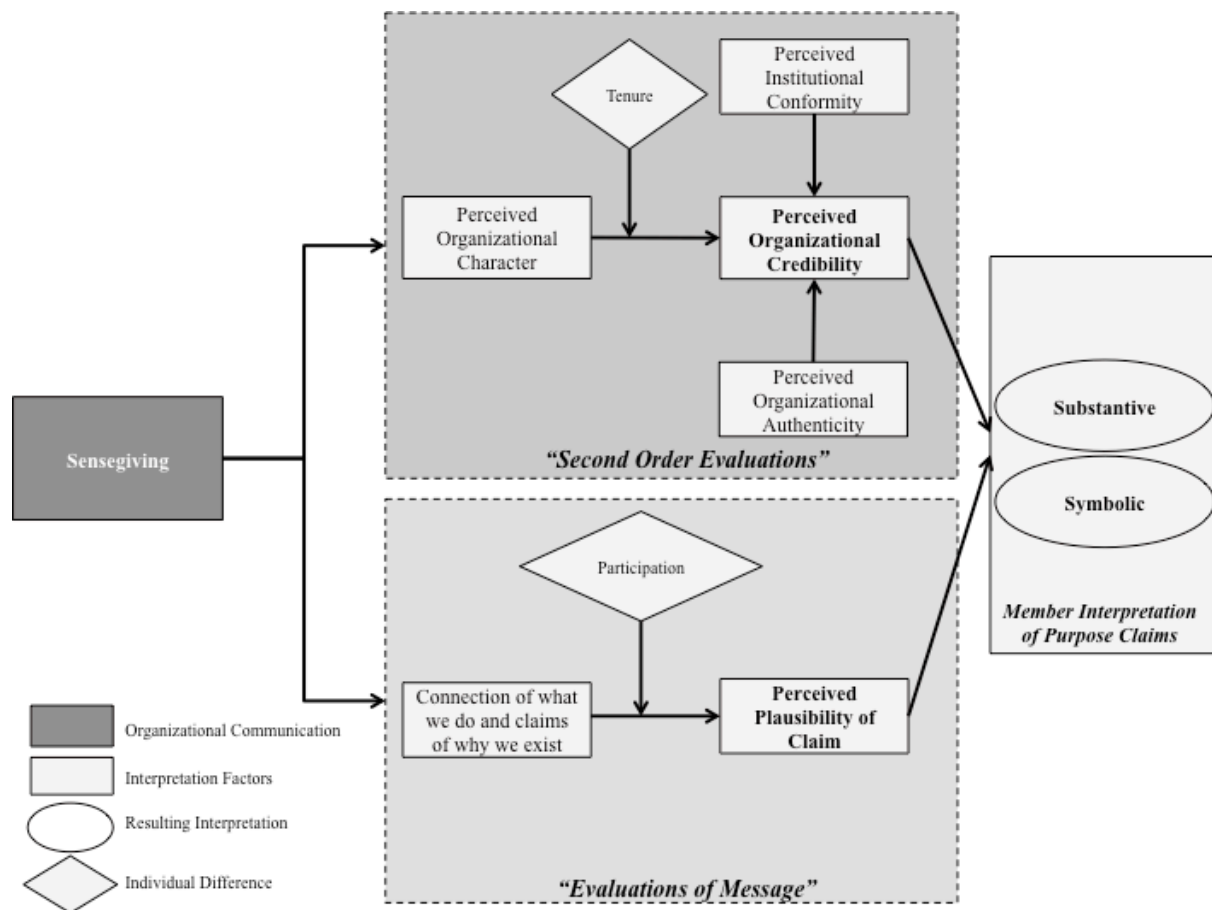 Tenure
Perceived
Institutional
Conformity
Perceived
Organizational
Character
Perceived
Organizational
Credibility
Perceived
Organizational
Authenticity
“Second Order Evaluations”
Sensegiving
Substantive
Symbolic
Member Interpretation
of Purpose Claims
Participation
Connection of what
we do and claims
of why we exist
Perceived
Plausibility of
Claim
“Evaluations of Message”
Organizational Communication
Interpretation Factors
Resulting Interpretation
Individual Difference